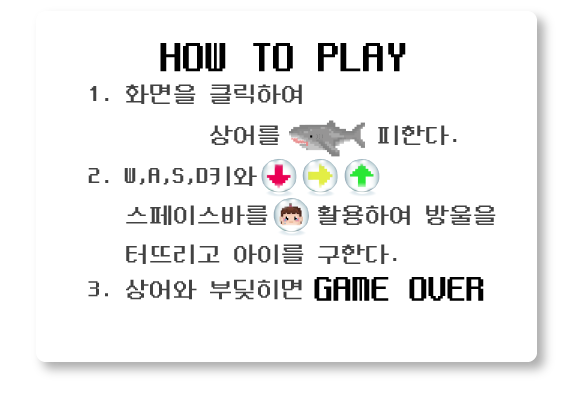 HOW TO PLAY
1. 화면을 클릭하여
상어를 피한다.
2. W,A,S,D키와
스페이스바를 활용하여 방울을
터뜨리고 아이를 구한다.
3. 상어와 부딪히면 GAME OVER